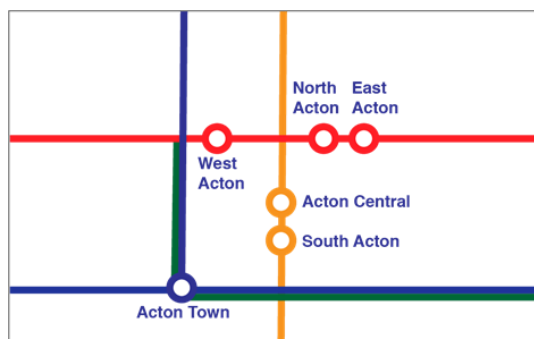 North
Acton
East
Acton
West
Acton
Acton Central
South Acton
Acton Town